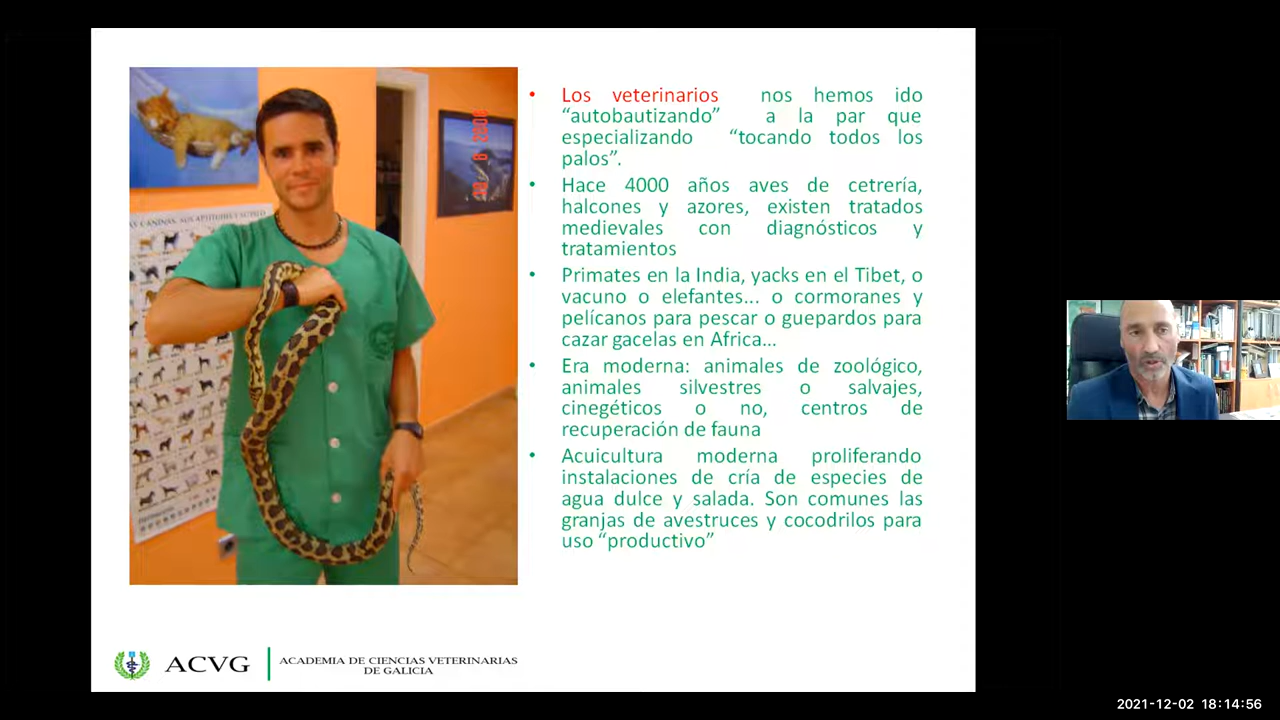 Los veterinarios nos hemos ido
“autobautizando” a la par que
especializando “tocando todos los
palos”.
Hace 4000 años aves de cetrería,
halcones y azores, existen tratados
medievales con diagnósticos y
tratamientos
Primates en la India, yacks en el Tibet, o
vacuno o elefantes... o cormoranes y
pelícanos para pescar o guepardos para
cazar gacelas en Africa...
Era moderna: animales de zoológico,
animales silvestres o salvajes,
cinegéticos o no, centros de
recuperación de fauna
Acuicultura moderna proliferando
instalaciones de cría de especies de
agua dulce y salada. Son comunes las
granjas de avestruces y cocodrilos para
uso “productivo”
ACVG
ACADEMIA DE CIENCIAS VETERINARIAS
DE GALICIA
2021-12-02 18:14:56